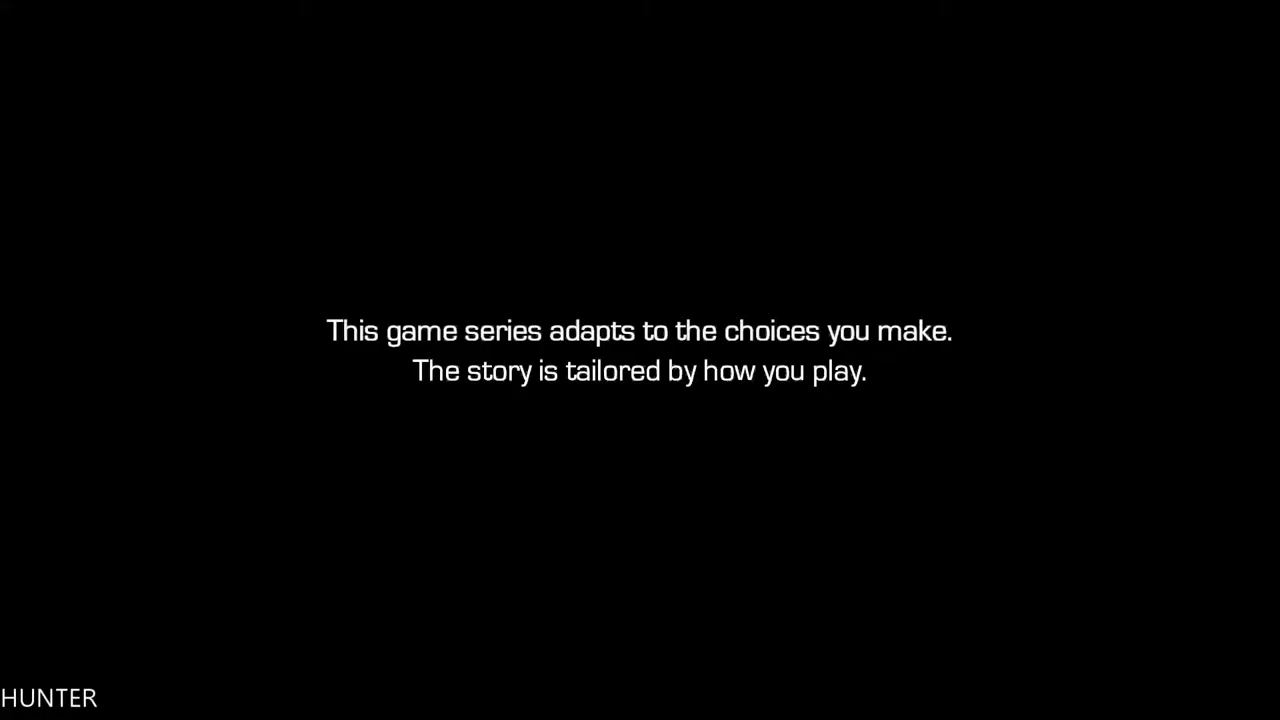 This game series adapts to the choices you make.
The story is tailored by how you play.
HUNTER